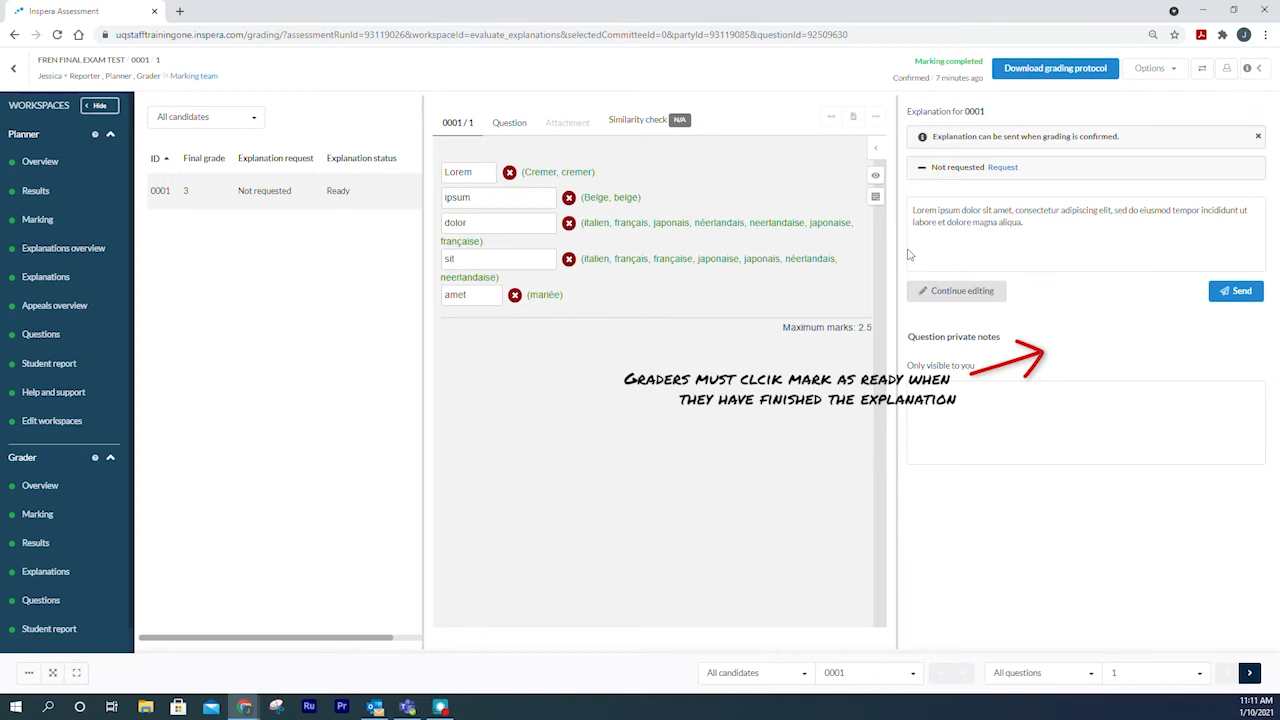 Inspera Assessment
uqstafftrainingone.inspera.com/grading/?assessmentRunId=93119026&workspaceId=evaluate_explanations&selectedCommitteeId=0&partyId=93119085&questionId=92509630
J
FREN FINAL EXAM TEST / 0001 1
Jessica • Reporter , Planner , Grader in Marking team
Marking completed
Confirmed / 7 minutes ago
Download grading protocol
Options
WORKSPACES
Hide
Planner
Overview
Results
Marking
Explanations overview
Explanations
Appeals overview
Questions
Student report
Help and support
Edit workspaces
Grader
Overview
Marking
Results
Explanations
Questions
Student report
All candidates
ID Final grade Explanation request Explanation status
0001 3 Not requested Ready
0001 / 1 Question Attachment Similarity check N/A
Lorem (Cremer, cremer)
ipsum (Belge, belge)
dolor (italien, français, japonais, néerlandais, neerlandaise, japonaise,
française)
sit (italien, français, française, japonaise, japonais, néerlandais,
neerlandaise)
amet (mariée)
Maximum marks: 2.5
Graders must clcik mark as ready when
they have finished the explanation
Explanation for 0001
Explanation can be sent when grading is confirmed.
Not requested Request
Lorem ipsum dolor sit amet, consectetur adipiscing elit, sed do eiusmod tempor incididunt ut
labore et dolore magna aliqua.
Continue editing
Send
Question private notes
Only visible to you
All candidates 0001 All questions 1
Ru Pr
11:11 AM
1/10/2021